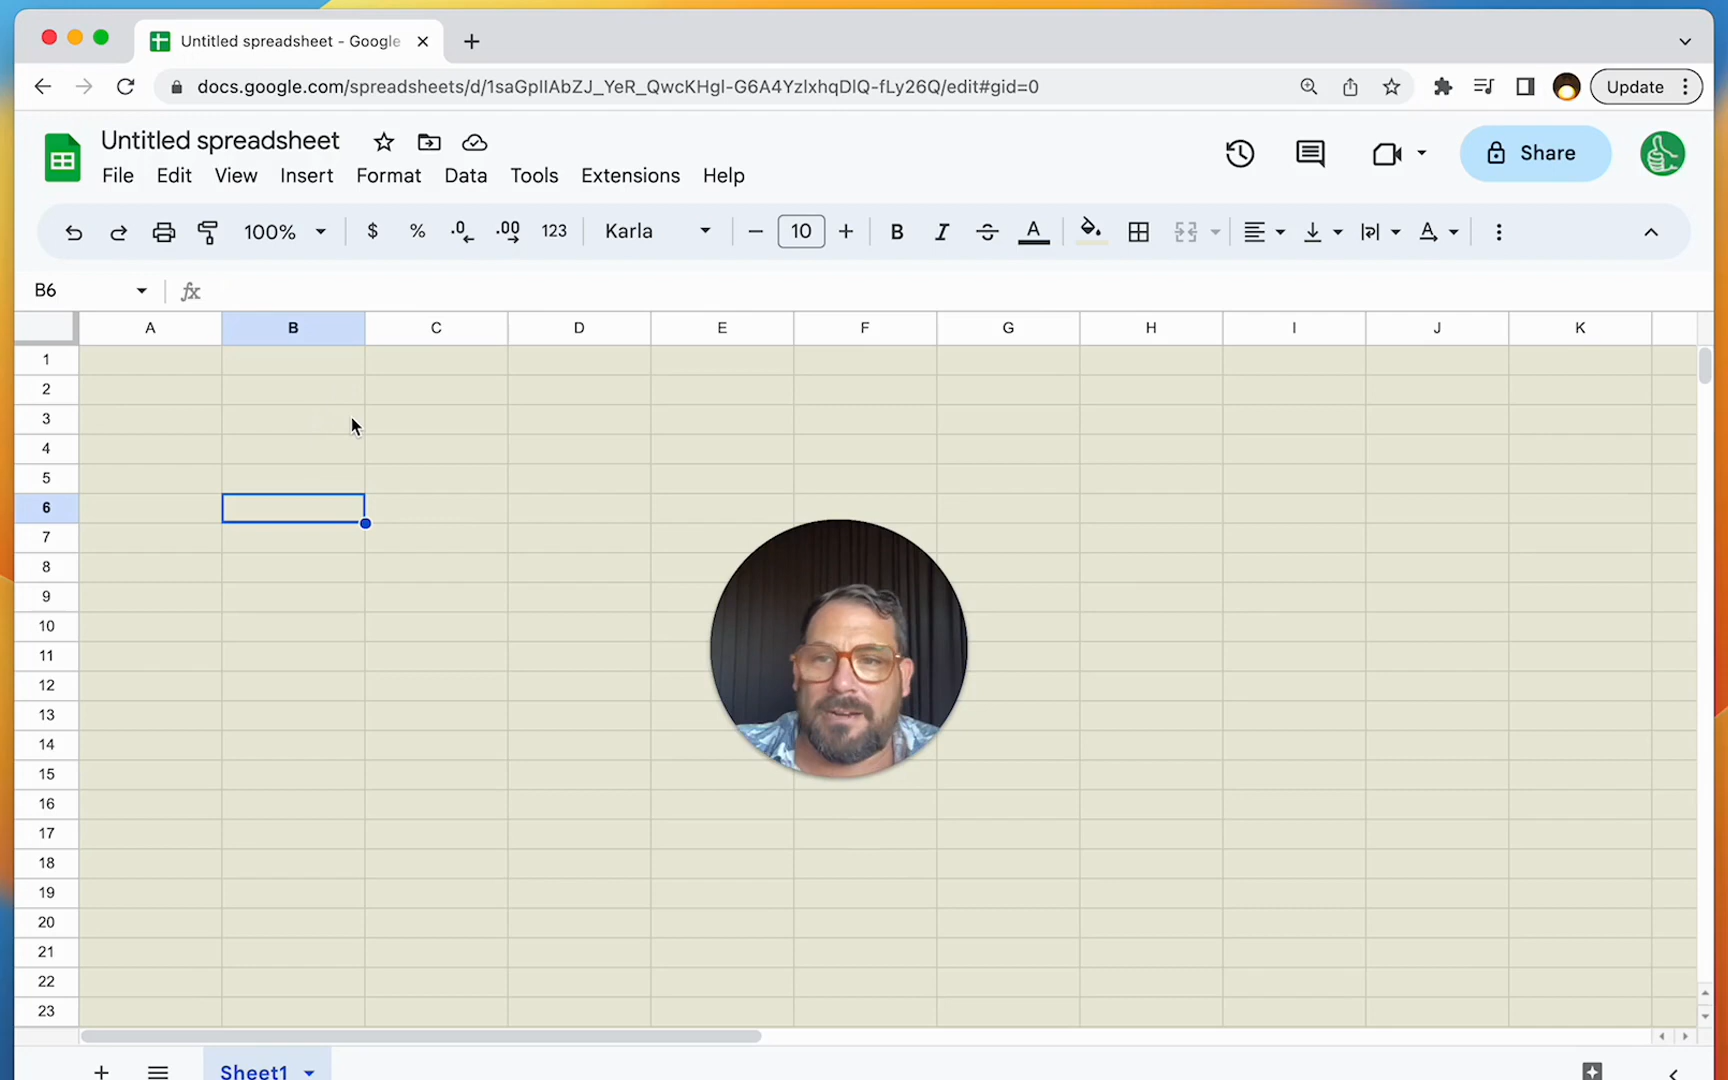 Untitled spreadsheet - Google
docs.google.com/spreadsheets/d/1saGpIlAbZJ_YeR_QwcKHgl-G6A4YzlxhqDlQ-fLy26Q/edit#gid=0
Update
Untitled spreadsheet
File Edit View Insert Format Data Tools Extensions Help
Share
100% $ % .0 .00 123 Karla 10 B I S A A
B6 fx
A B C D E F G H I J K
1
2
3
4
5
6
7
8
9
10
11
12
13
14
15
16
17
18
19
20
21
22
23
Sheet1